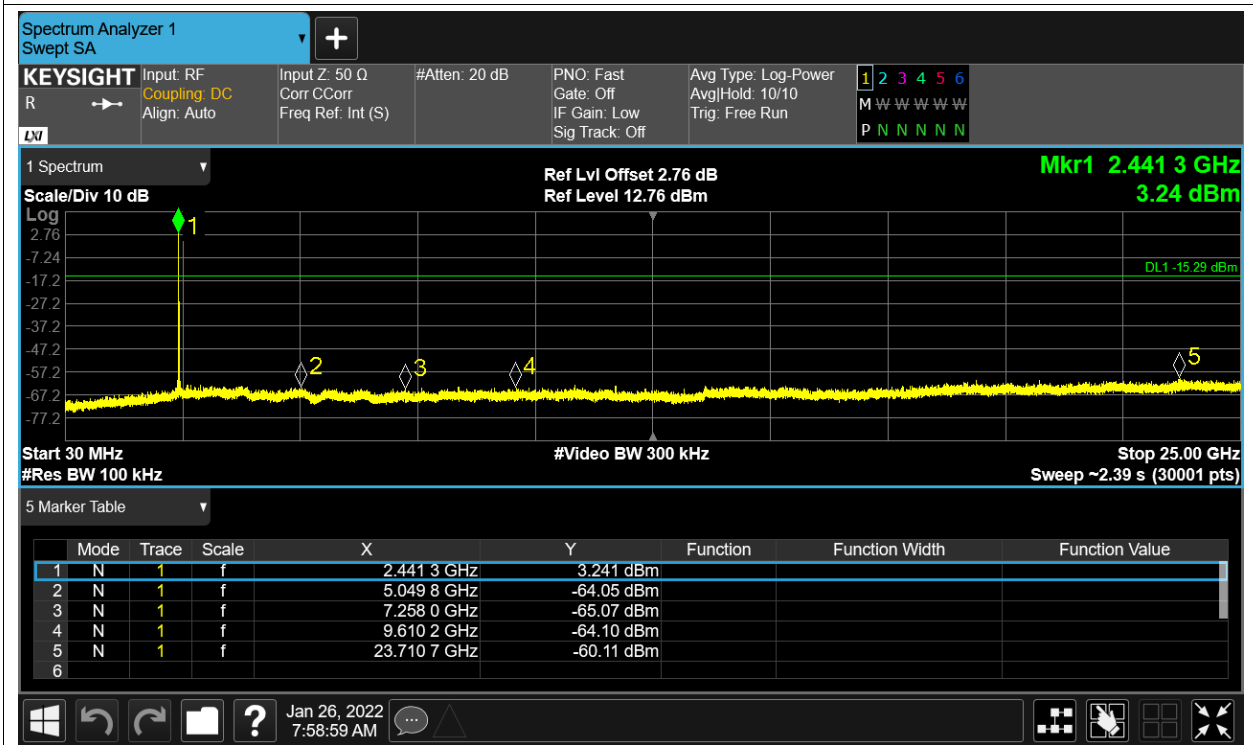 Spectrum Analyzer 1
Swept SA
+
KEYSIGHT
R
LXI
Input: RF
Coupling: DC
Align: Auto
Input Z: 50 Ω
Corr CCorr
Freq Ref: Int (S)
#Atten: 20 dB
PNO: Fast
Gate: Off
IF Gain: Low
Sig Track: Off
Avg Type: Log-Power
Avg|Hold: 10/10
Trig: Free Run
1 2 3 4 5 6
M W W W W W
P N N N N N
1 Spectrum
Scale/Div 10 dB
Ref Lvl Offset 2.76 dB
Ref Level 12.76 dBm
Mkr1 2.441 3 GHz
3.24 dBm
Log
2.76
-7.24
-17.2
-27.2
-37.2
-47.2
-57.2
-67.2
-77.2
1
2
3
4
5
DL1 -15.29 dBm
Start 30 MHz
#Video BW 300 kHz
Stop 25.00 GHz
#Res BW 100 kHz
Sweep ~2.39 s (30001 pts)
5 Marker Table
Mode Trace Scale X Y Function Function Width Function Value
1 N 1 f 2.441 3 GHz 3.241 dBm
2 N 1 f 5.049 8 GHz -64.05 dBm
3 N 1 f 7.258 0 GHz -65.07 dBm
4 N 1 f 9.610 2 GHz -64.10 dBm
5 N 1 f 23.710 7 GHz -60.11 dBm
6
?
Jan 26, 2022
7:58:59 AM